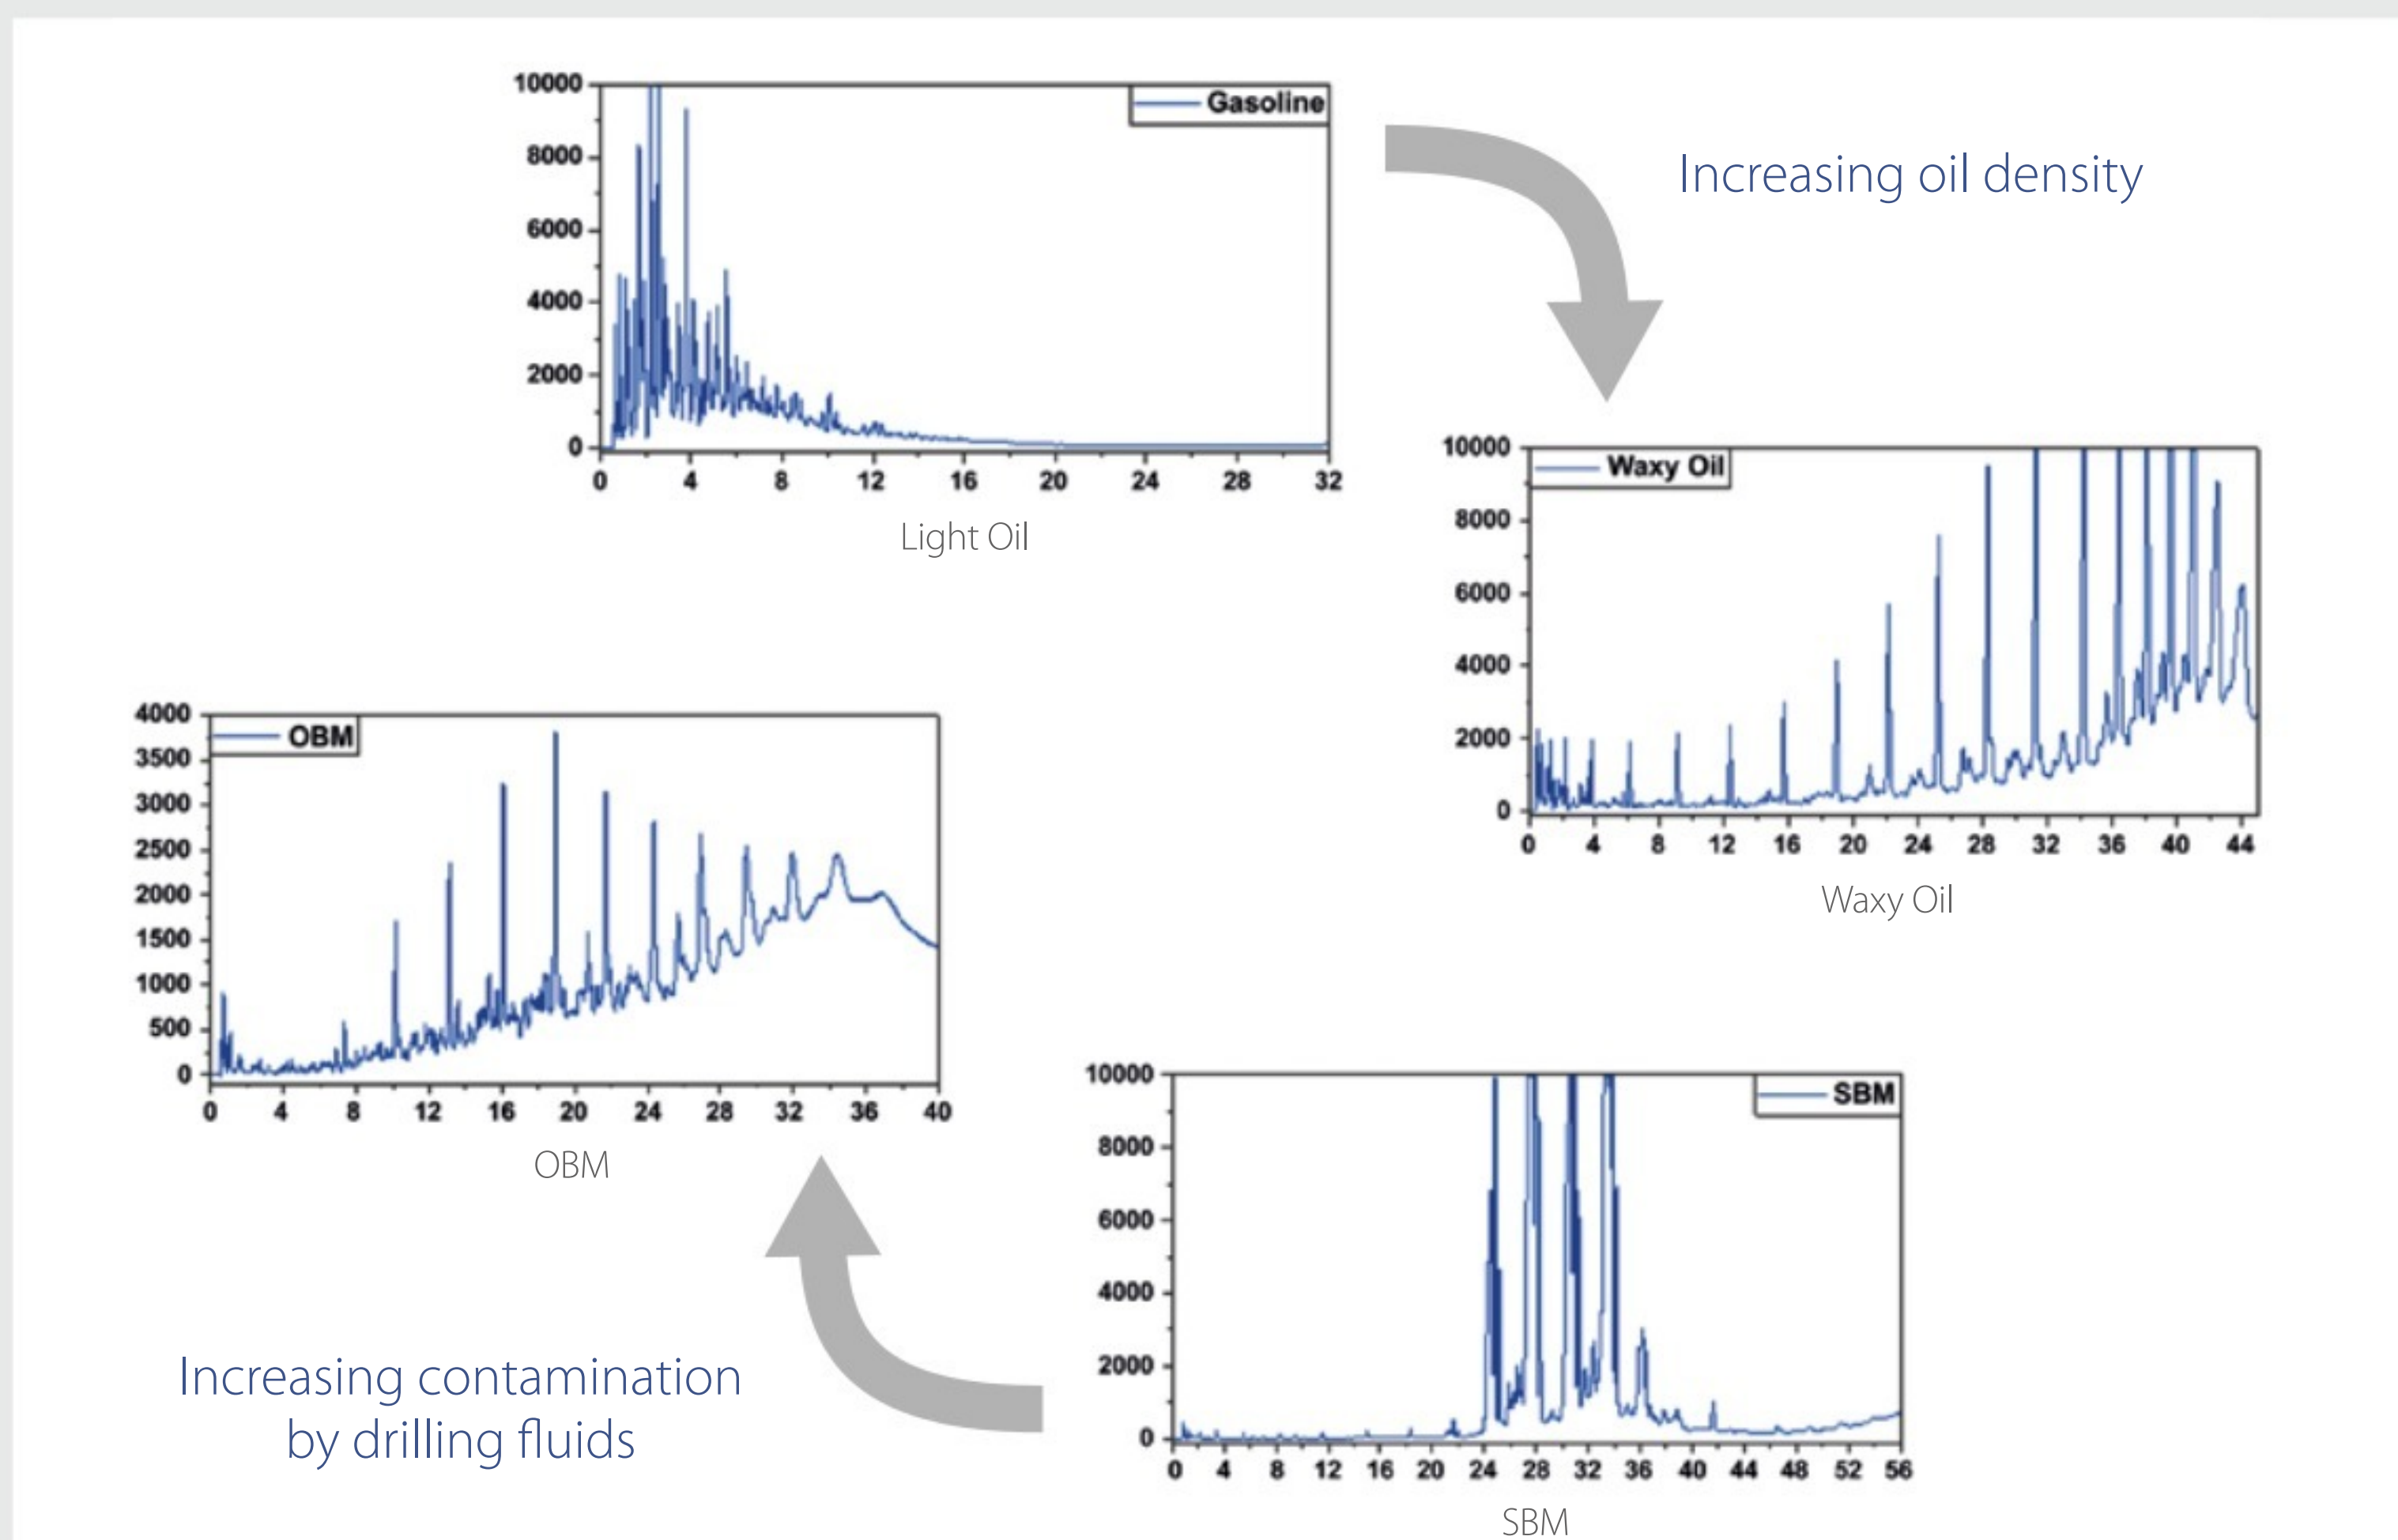 10000
8000
6000
4000
2000
0
Gasoline
0 4 8 12 16 20 24 28 32
Light Oil
Increasing oil density
10000
8000
6000
4000
2000
0
Waxy Oil
0 4 8 12 16 20 24 28 32 36 40 44
Waxy Oil
4000
3500
3000
2500
2000
1500
1000
500
0
OBM
0 4 8 12 16 20 24 28 32 36 40
OBM
10000
8000
6000
4000
2000
0
SBM
0 4 8 12 16 20 24 28 32 36 40 44 48 52 56
SBM
Increasing contamination
by drilling fluids